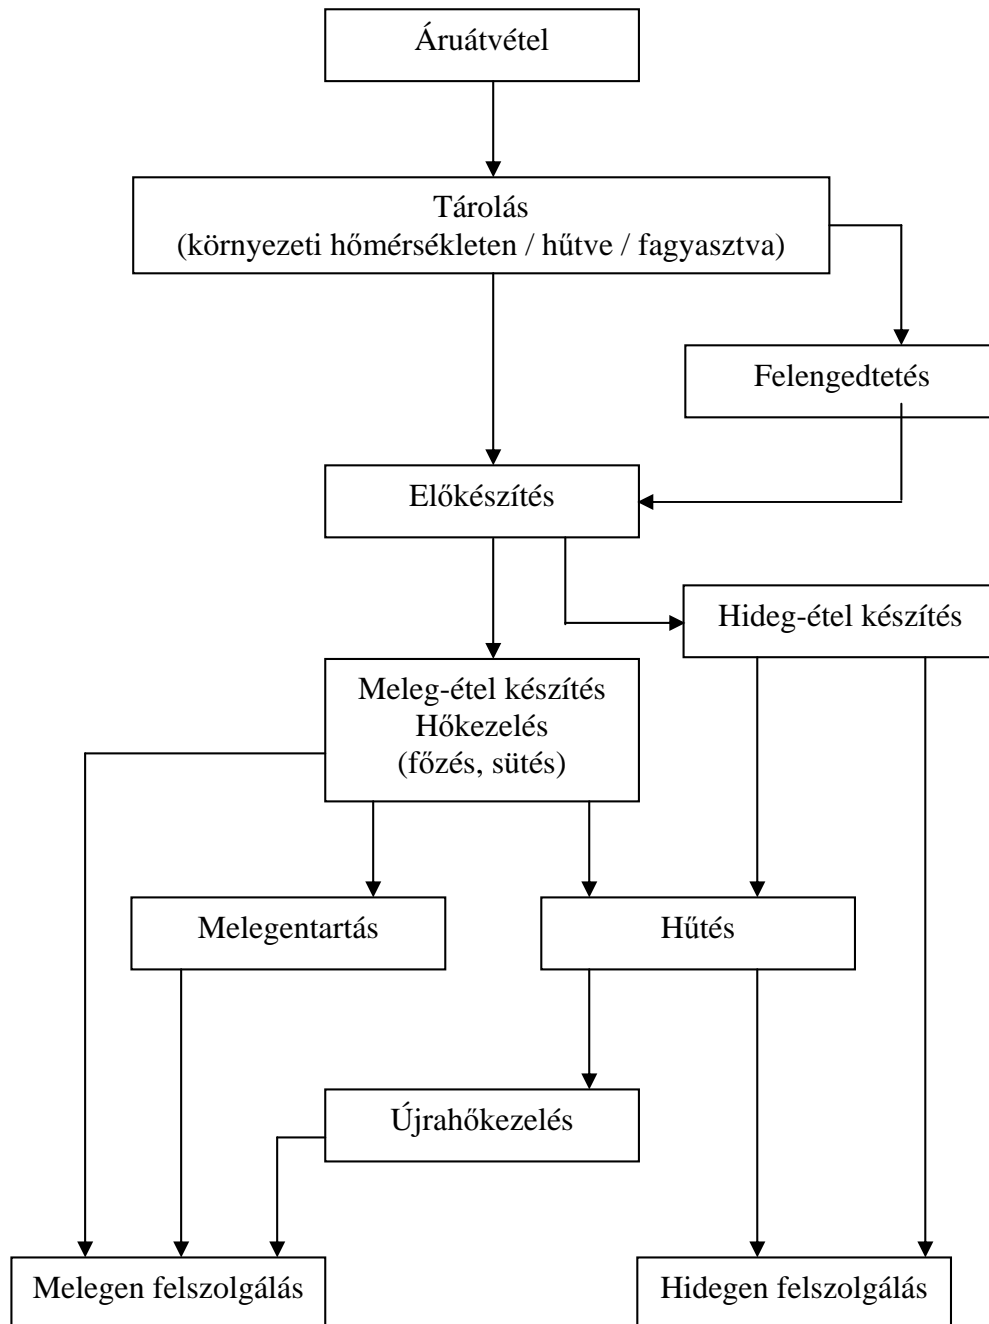 Áruátvétel
Tárolás
(környezeti hőmérsékleten / hűtve / fagyasztva)
Felengedtetés
Előkészítés
Hideg-étel készítés
Meleg-étel készítés
Hőkezelés
(főzés, sütés)
Melegentartás
Hűtés
Újrahőkezelés
Melegen felszolgálás
Hidegen felszolgálás